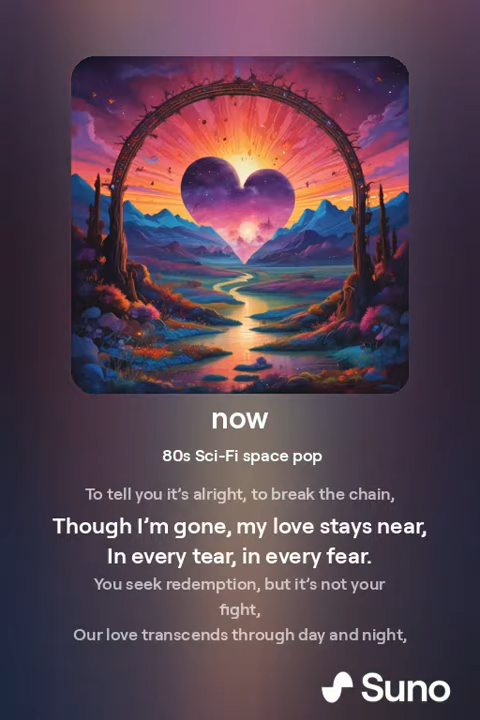 now
80s Sci-Fi space pop
To tell you it's alright, to break the chain,
Though I'm gone, my love stays near,
In every tear, in every fear.
You seek redemption, but it's not your
fight,
Our love transcends through day and night,
Suno